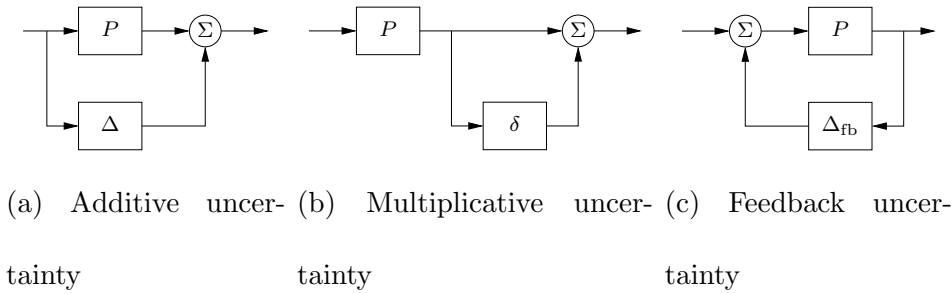 P Σ P Σ Σ P
Δ δ Δfb
(a) Additive uncer- (b) Multiplicative uncer- (c) Feedback uncer-
tainty tainty tainty